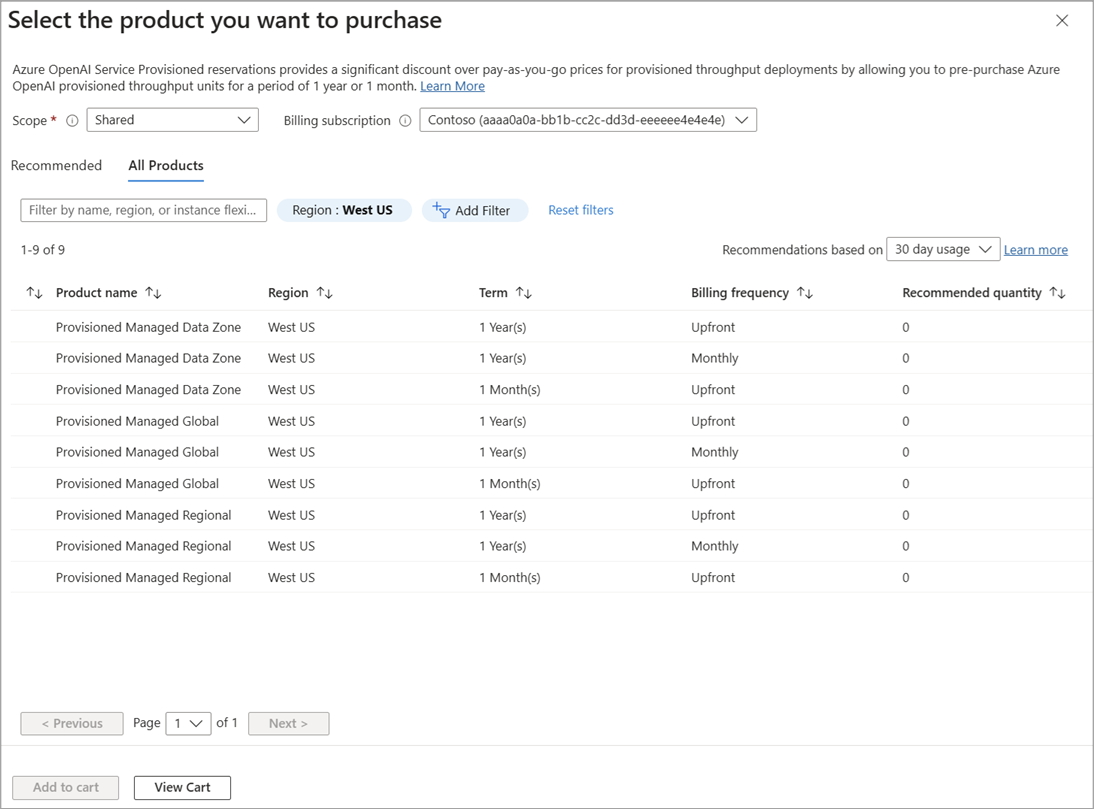 Select the product you want to purchase
Azure OpenAI Service Provisioned reservations provides a significant discount over pay-as-you-go prices for provisioned throughput deployments by allowing you to pre-purchase Azure
OpenAI provisioned throughput units for a period of 1 year or 1 month. Learn More
Scope * Shared Billing subscription Contoso (aaaa0a0a-bb1b-cc2c-dd3d-eeeeee4e4e4e)
Recommended All Products
Filter by name, region, or instance flexi... Region : West US Add Filter Reset filters
1-9 of 9 Recommendations based on 30 day usage Learn more
Product name Region Term Billing frequency Recommended quantity
Provisioned Managed Data Zone West US 1 Year(s) Upfront 0
Provisioned Managed Data Zone West US 1 Year(s) Monthly 0
Provisioned Managed Data Zone West US 1 Month(s) Upfront 0
Provisioned Managed Global West US 1 Year(s) Upfront 0
Provisioned Managed Global West US 1 Year(s) Monthly 0
Provisioned Managed Global West US 1 Month(s) Upfront 0
Provisioned Managed Regional West US 1 Year(s) Upfront 0
Provisioned Managed Regional West US 1 Year(s) Monthly 0
Provisioned Managed Regional West US 1 Month(s) Upfront 0
< Previous Page 1 of 1 Next >
Add to cart View Cart